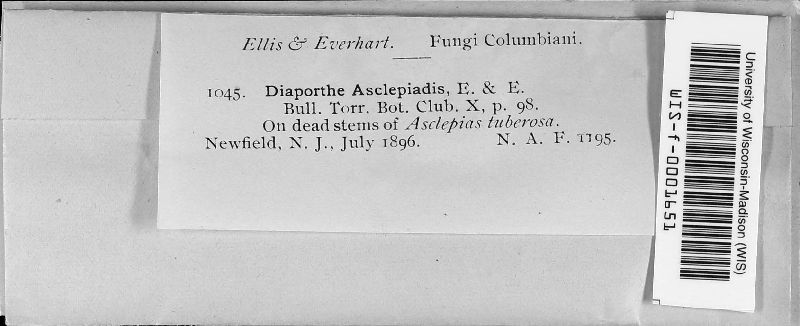 Ellis & Everhart. Fungi Columbiani.
1045. Diaporthe Asclepiadis, E. & E.
Bull. Torr. Bot. Club. X, p. 98.
On dead stems of Asclepias tuberosa.
Newfield, N. J., July 1896. N. A. F. 1195.
University of Wisconsin-Madison (WIS)
WIS-f-0001651